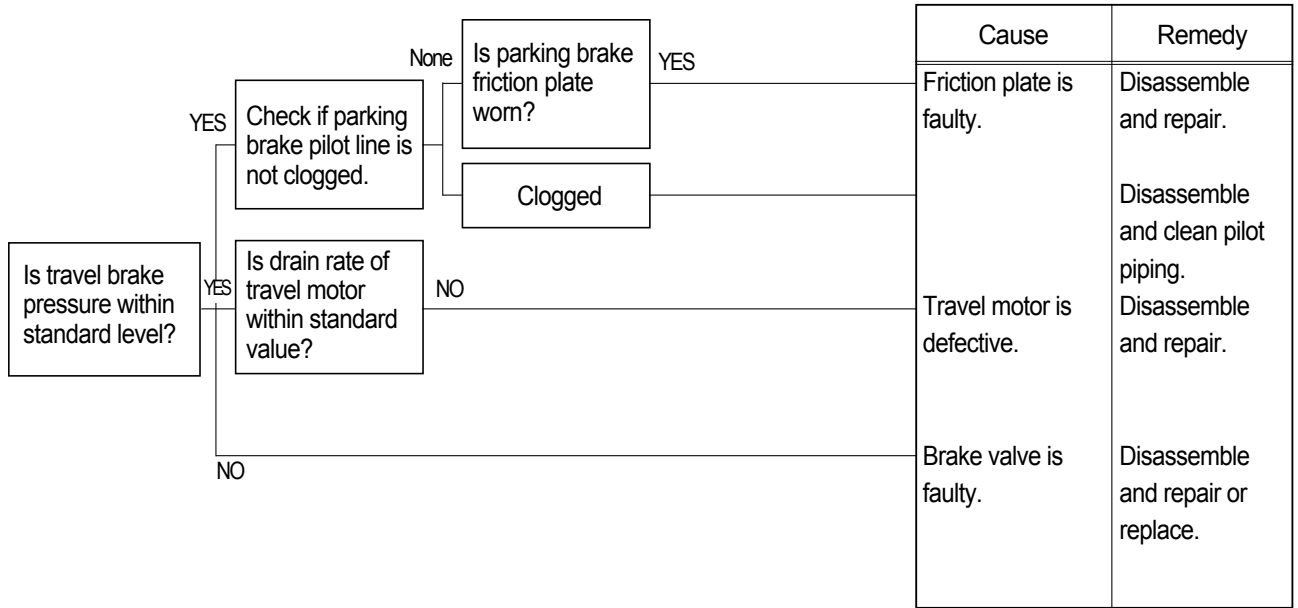 Cause
Remedy
None
Is parking brake
friction plate
worn?
YES
Friction plate is
faulty.
Disassemble
and repair.
YES
Check if parking
brake pilot line is
not clogged.
Clogged
Disassemble
and clean pilot
piping.
Is travel brake
pressure within
standard level?
YES
Is drain rate of
travel motor
within standard
value?
NO
Travel motor is
defective.
Disassemble
and repair.
NO
Brake valve is
faulty.
Disassemble
and repair or
replace.